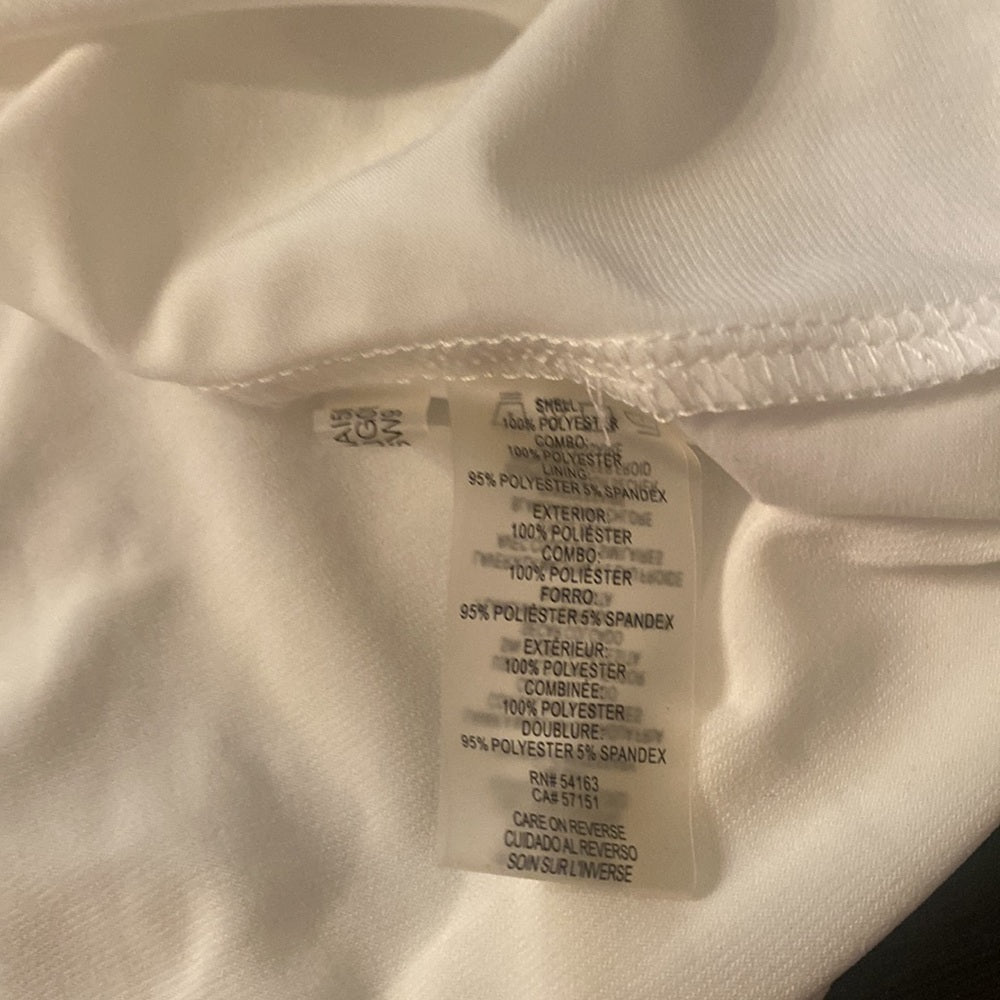 SHELL:
100% POLYESTER
COMBO:
100% POLYESTER
LINING:
95% POLYESTER 5% SPANDEX
EXTERIOR:
100% POLIÉSTER
COMBO:
100% POLIÉSTER
FORRO:
95% POLIÉSTER 5% SPANDEX
EXTÉRIEUR:
100% POLYESTER
COMBINÉE:
100% POLYESTER
DOUBLURE:
95% POLYESTER 5% SPANDEX
RN# 54163
CA# 57151
CARE ON REVERSE
CUIDADO AL REVERSO
SOIN SUR L'INVERSE